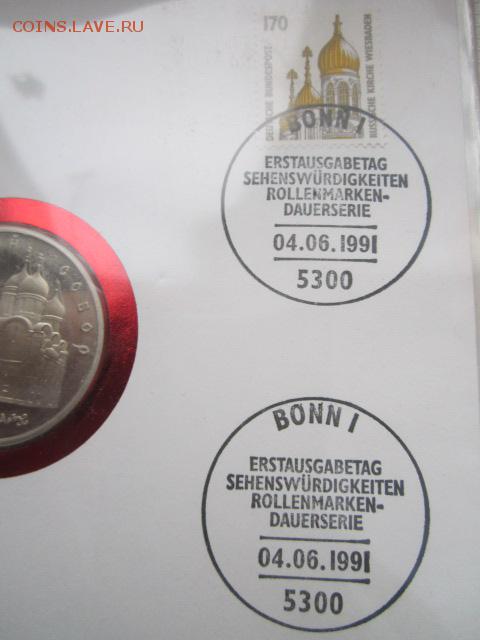 COINS.LAVE.RU
170
DEUTSCHE BUNDESPOST
RUSSISCHE KIRCHE WIESBADEN
BONN 1
ERSTAUSGABETAG
SEHENSWÜRDIGKEITEN
ROLLENMARKEN-
DAUERSERIE
04.06.1991
5300
BONN 1
ERSTAUSGABETAG
SEHENSWÜRDIGKEITEN
ROLLENMARKEN-
DAUERSERIE
04.06.1991
5300